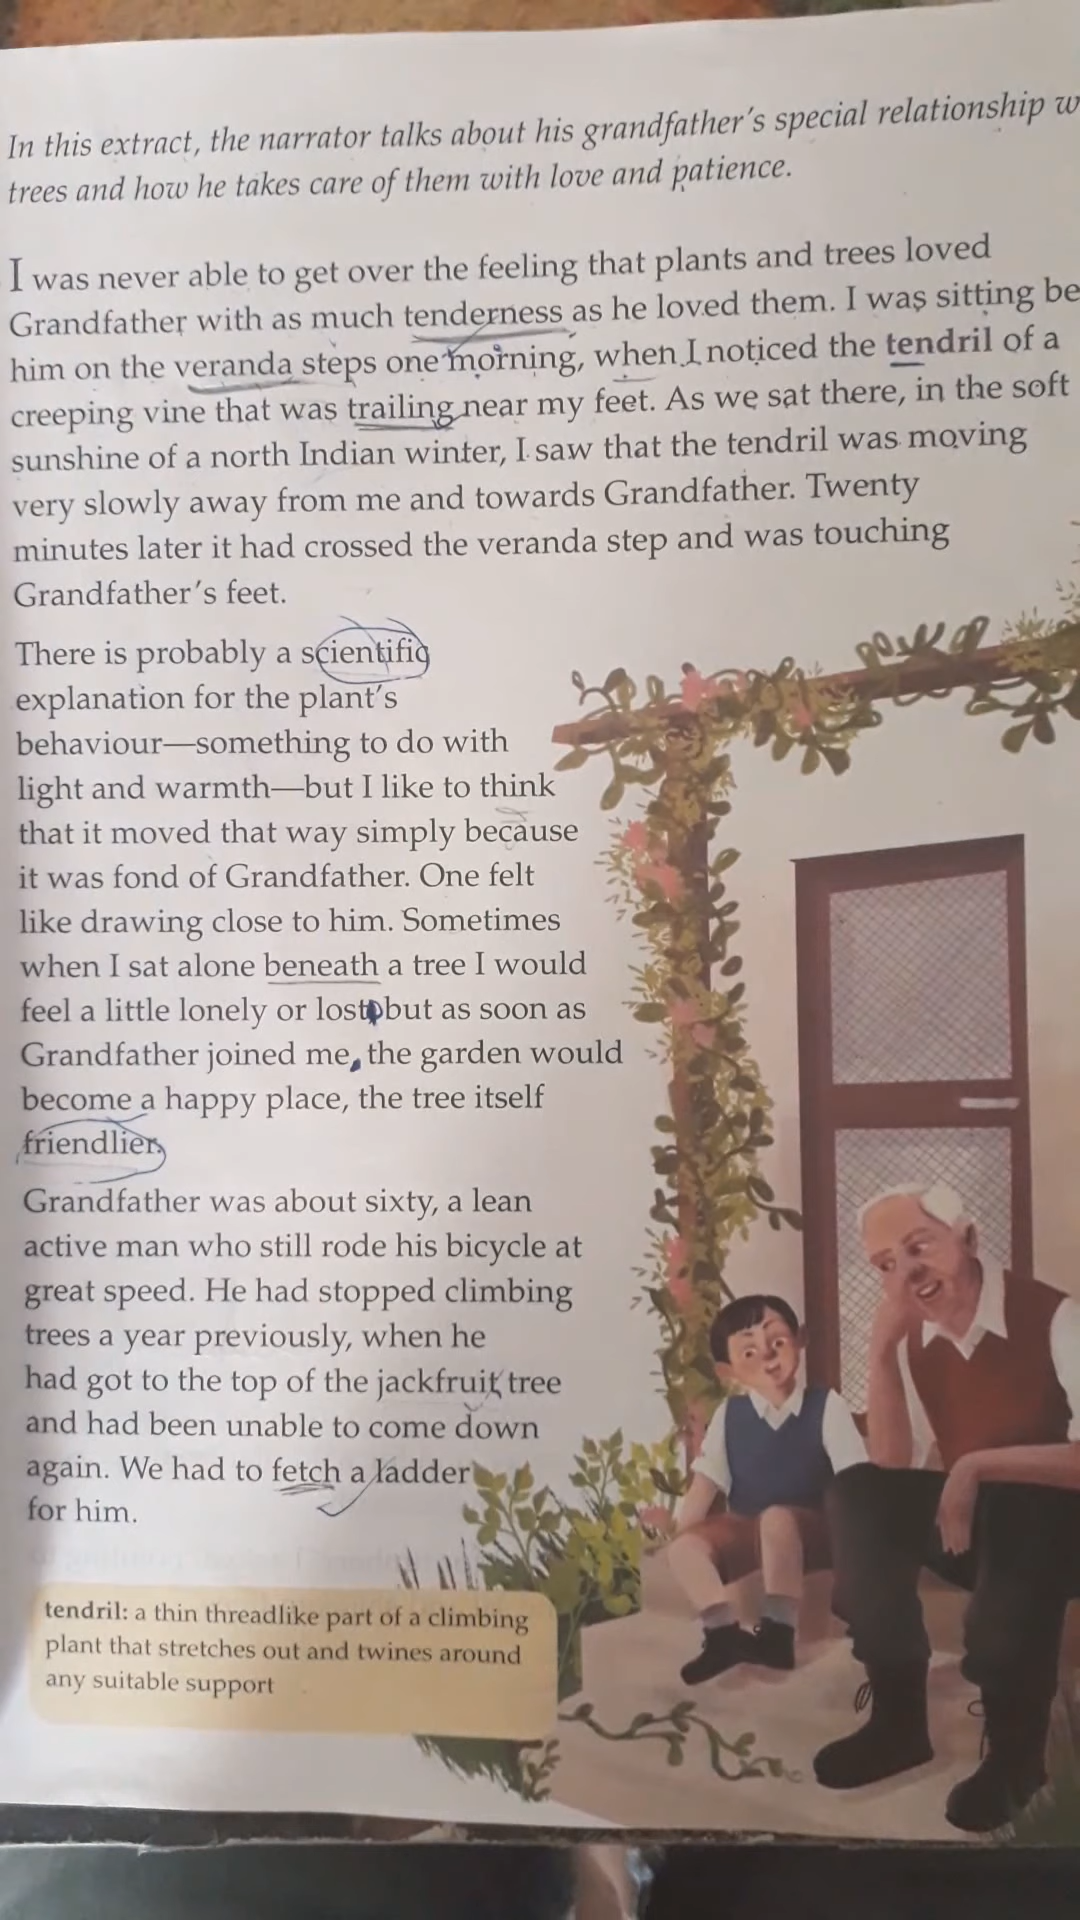 In this extract, the narrator talks about his grandfather's special relationship w
trees and how he takes care of them with love and patience.
I was never able to get over the feeling that plants and trees loved
Grandfather with as much tenderness as he loved them. I was sitting be
him on the veranda steps one morning, when I noticed the tendril of a
creeping vine that was trailing near my feet. As we sat there, in the soft
sunshine of a north Indian winter, I saw that the tendril was moving
very slowly away from me and towards Grandfather. Twenty
minutes later it had crossed the veranda step and was touching
Grandfather's feet.
There is probably a scientific
explanation for the plant's
behaviour—something to do with
light and warmth—but I like to think
that it moved that way simply because
it was fond of Grandfather. One felt
like drawing close to him. Sometimes
when I sat alone beneath a tree I would
feel a little lonely or lost, but as soon as
Grandfather joined me, the garden would
become a happy place, the tree itself
friendlier.
Grandfather was about sixty, a lean
active man who still rode his bicycle at
great speed. He had stopped climbing
trees a year previously, when he
had got to the top of the jackfruit tree
and had been unable to come down
again. We had to fetch a ladder
for him.
tendril: a thin threadlike part of a climbing
plant that stretches out and twines around
any suitable support